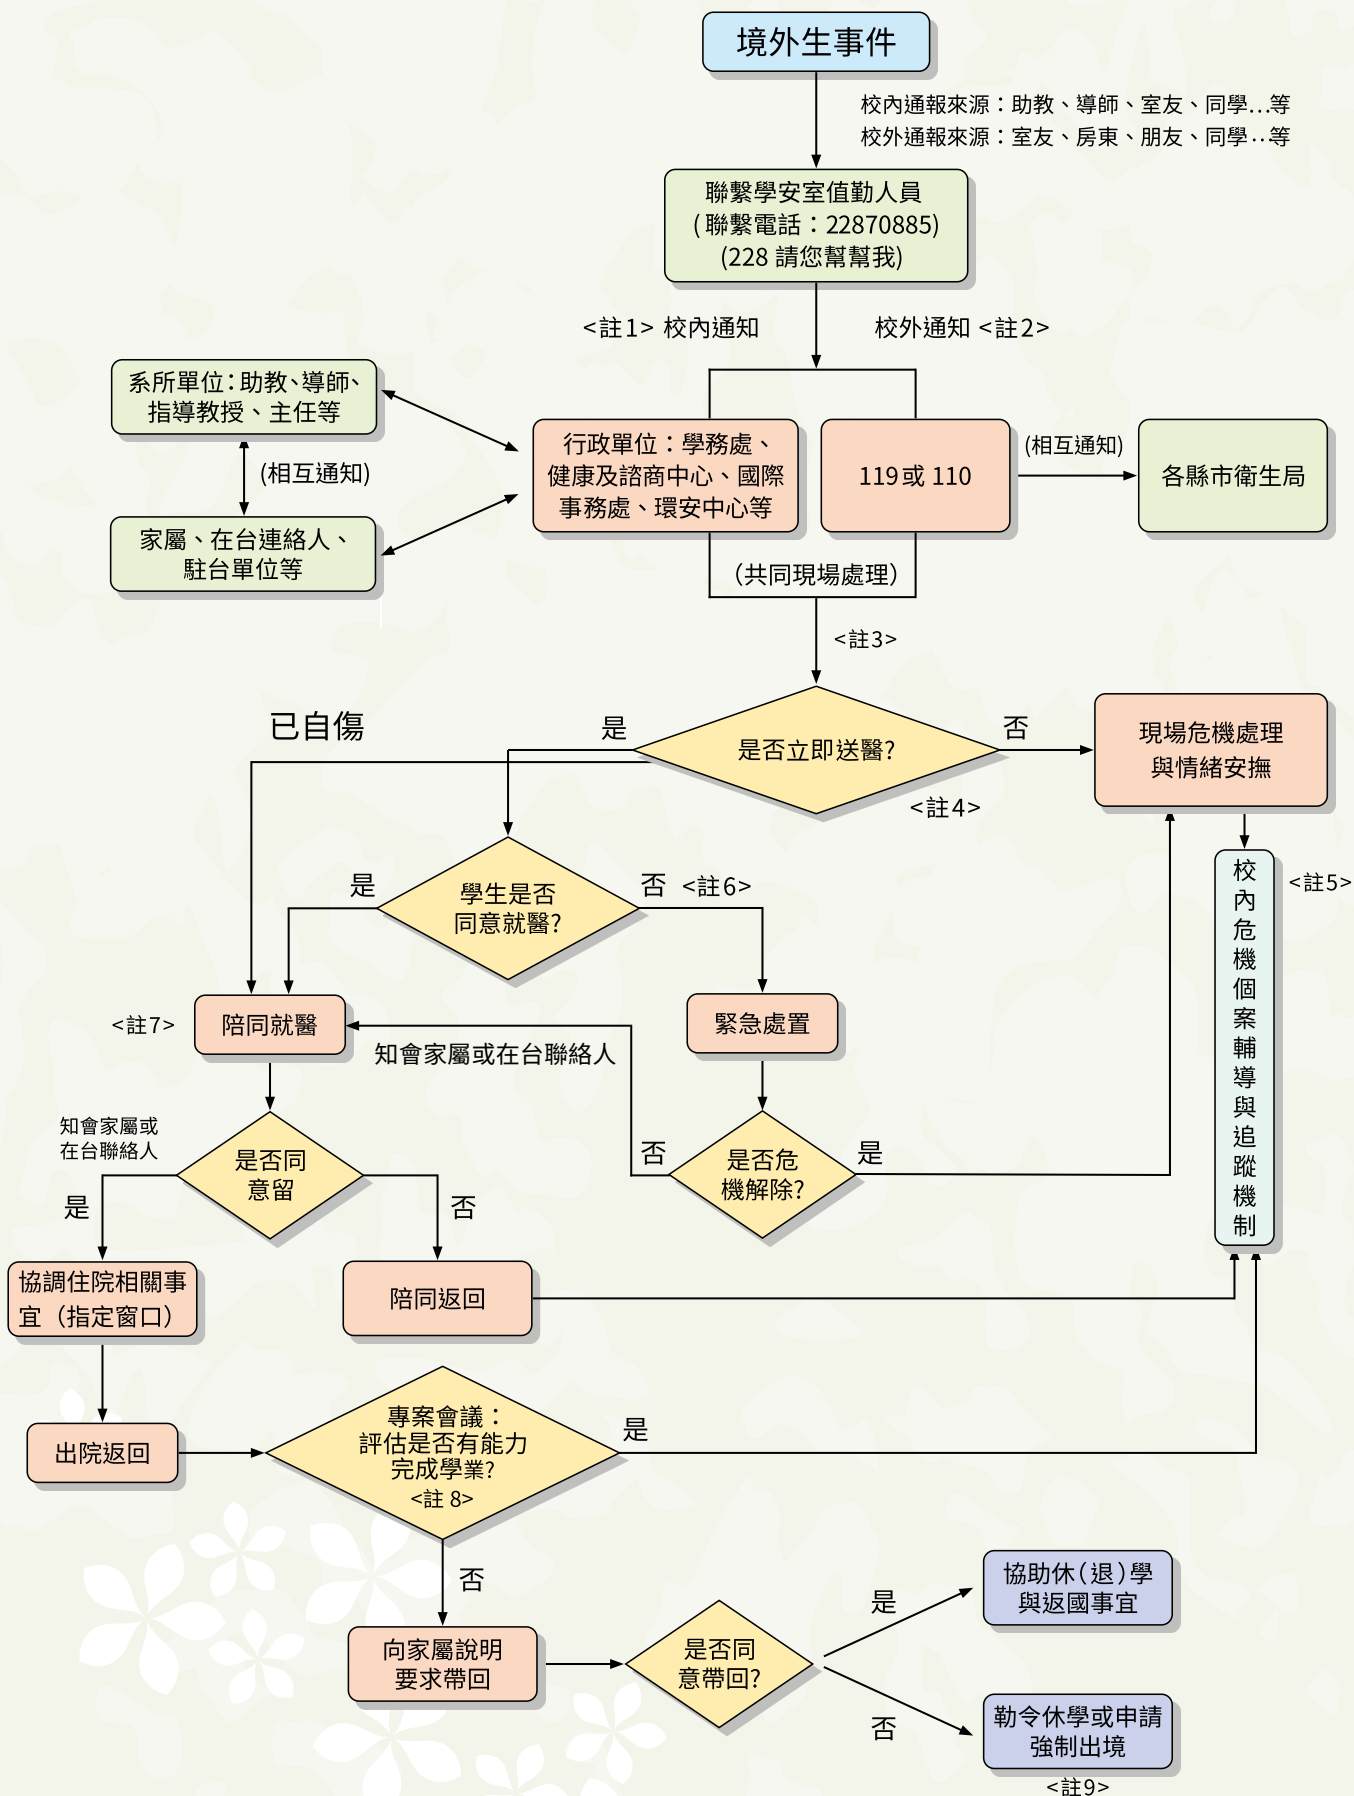 境外生事件
校內通報來源：助教、導師、室友、同學…等
校外通報來源：室友、房東、朋友、同學…等
聯繫學安室值勤人員
(聯繫電話：22870885)
(228 請您幫幫我)
<註1> 校內通知
校外通知 <註2>
系所單位：助教、導師、
指導教授、主任等
(相互通知)
家屬、在台連絡人、
駐台單位等
行政單位：學務處、
健康及諮商中心、國際
事務處、環安中心等
119或 110
(相互通知)
各縣市衛生局
（共同現場處理）
<註3>
已自傷
是
是否立即送醫?
否
<註4>
現場危機處理
與情緒安撫
是
學生是否
同意就醫?
否 <註6>
校
內
危
機
個
案
輔
導
與
追
蹤
機
制
<註5>
<註7>
陪同就醫
知會家屬或在台聯絡人
緊急處置
知會家屬或
在台聯絡人
是
是否同
意留
否
否
是否危
機解除?
是
協調住院相關事
宜（指定窗口）
陪同返回
出院返回
專案會議：
評估是否有能力
完成學業?
<註 8>
是
否
向家屬說明
要求帶回
是否同
意帶回?
是
協助休(退)學
與返國事宜
否
勒令休學或申請
強制出境
<註9>